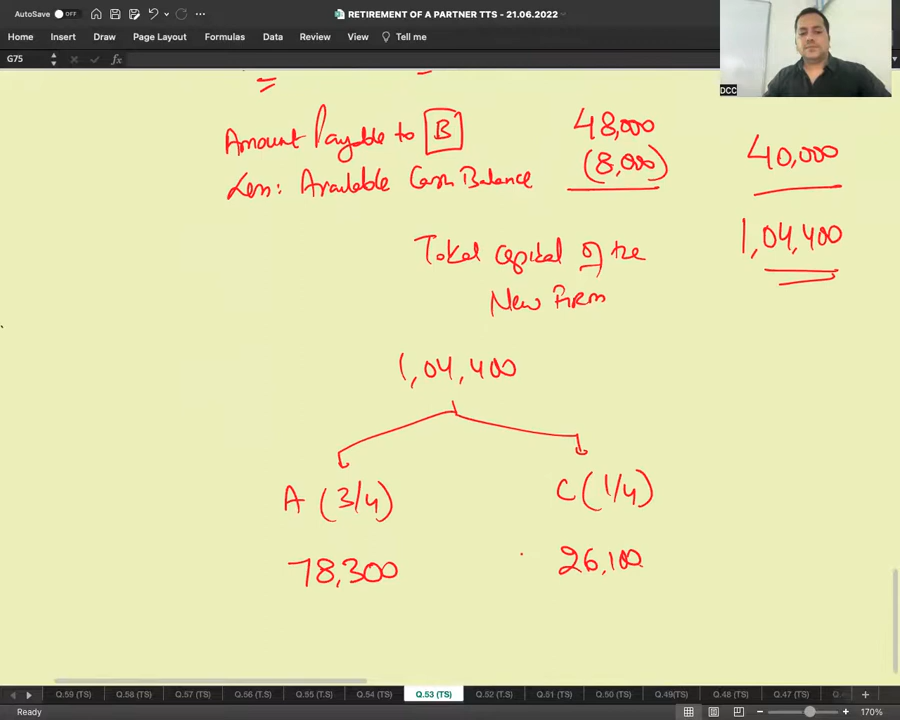 AutoSave OFF RETIREMENT OF A PARTNER TTS - 21.06.2022
Home Insert Draw Page Layout Formulas Data Review View Tell me
G75 fx
DCC
Amount Payable to B 48,000
Less: Available Cash Balance (8,000) 40,000
Total Capital of the 1,04,400
New Firm
1,04,400
A (3/4) C (1/4)
78,300 26,100
Q.59 (TS) Q.58 (TS) Q.57 (TS) Q.56 (T.S) Q.55 (T.S) Q.54 (TS) Q.53 (TS) Q.52 (T.S) Q.51 (TS) Q.50 (TS) Q.49(TS) Q.48 (TS) Q.47 (TS)
Ready 170%